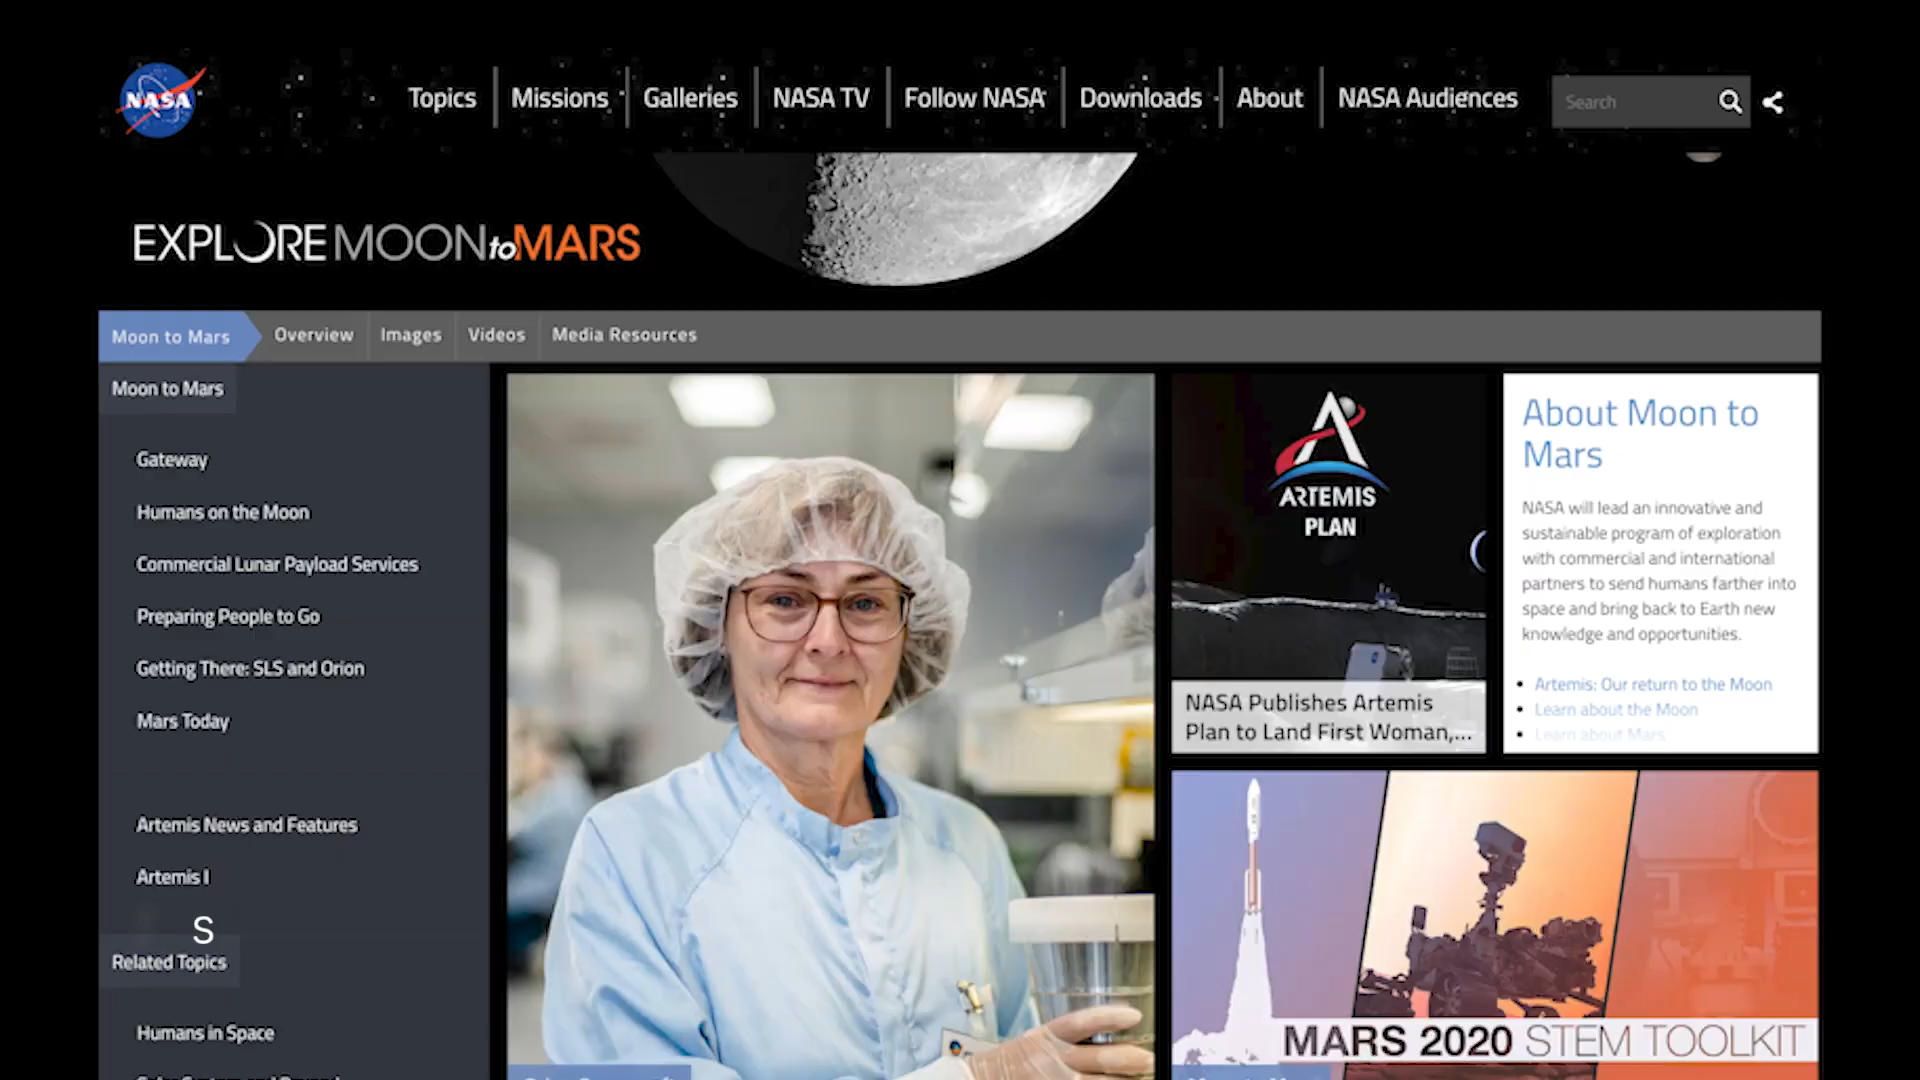 NASA
Topics
Missions
Galleries
NASA TV
Follow NASA
Downloads
About
NASA Audiences
Search
EXPLORE MOON to MARS
Moon to Mars
Overview
Images
Videos
Media Resources
Moon to Mars
Gateway
Humans on the Moon
Commercial Lunar Payload Services
Preparing People to Go
Getting There: SLS and Orion
Mars Today
Artemis News and Features
Artemis I
S
Related Topics
Humans in Space
ARTEMIS
PLAN
NASA Publishes Artemis
Plan to Land First Woman,...
About Moon to
Mars
NASA will lead an innovative and
sustainable program of exploration
with commercial and international
partners to send humans farther into
space and bring back to Earth new
knowledge and opportunities.
• Artemis: Our return to the Moon
• Learn about the Moon
• Learn about Mars
MARS 2020 STEM TOOLKIT